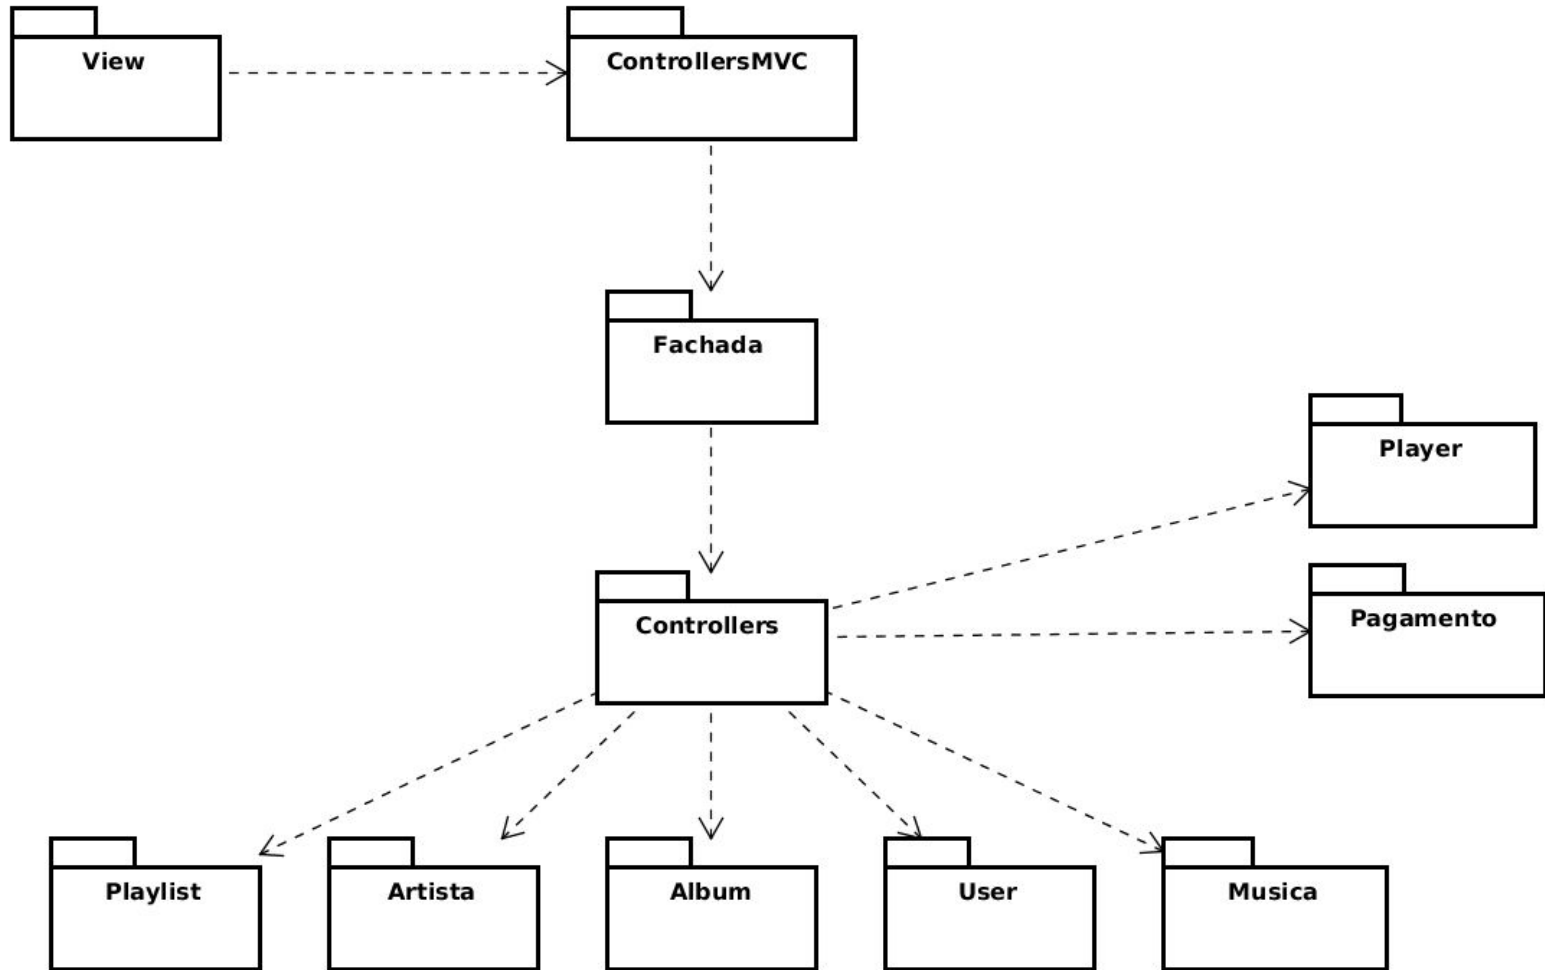 View
ControllersMVC
Fachada
Player
Controllers
Pagamento
Playlist
Artista
Album
User
Musica